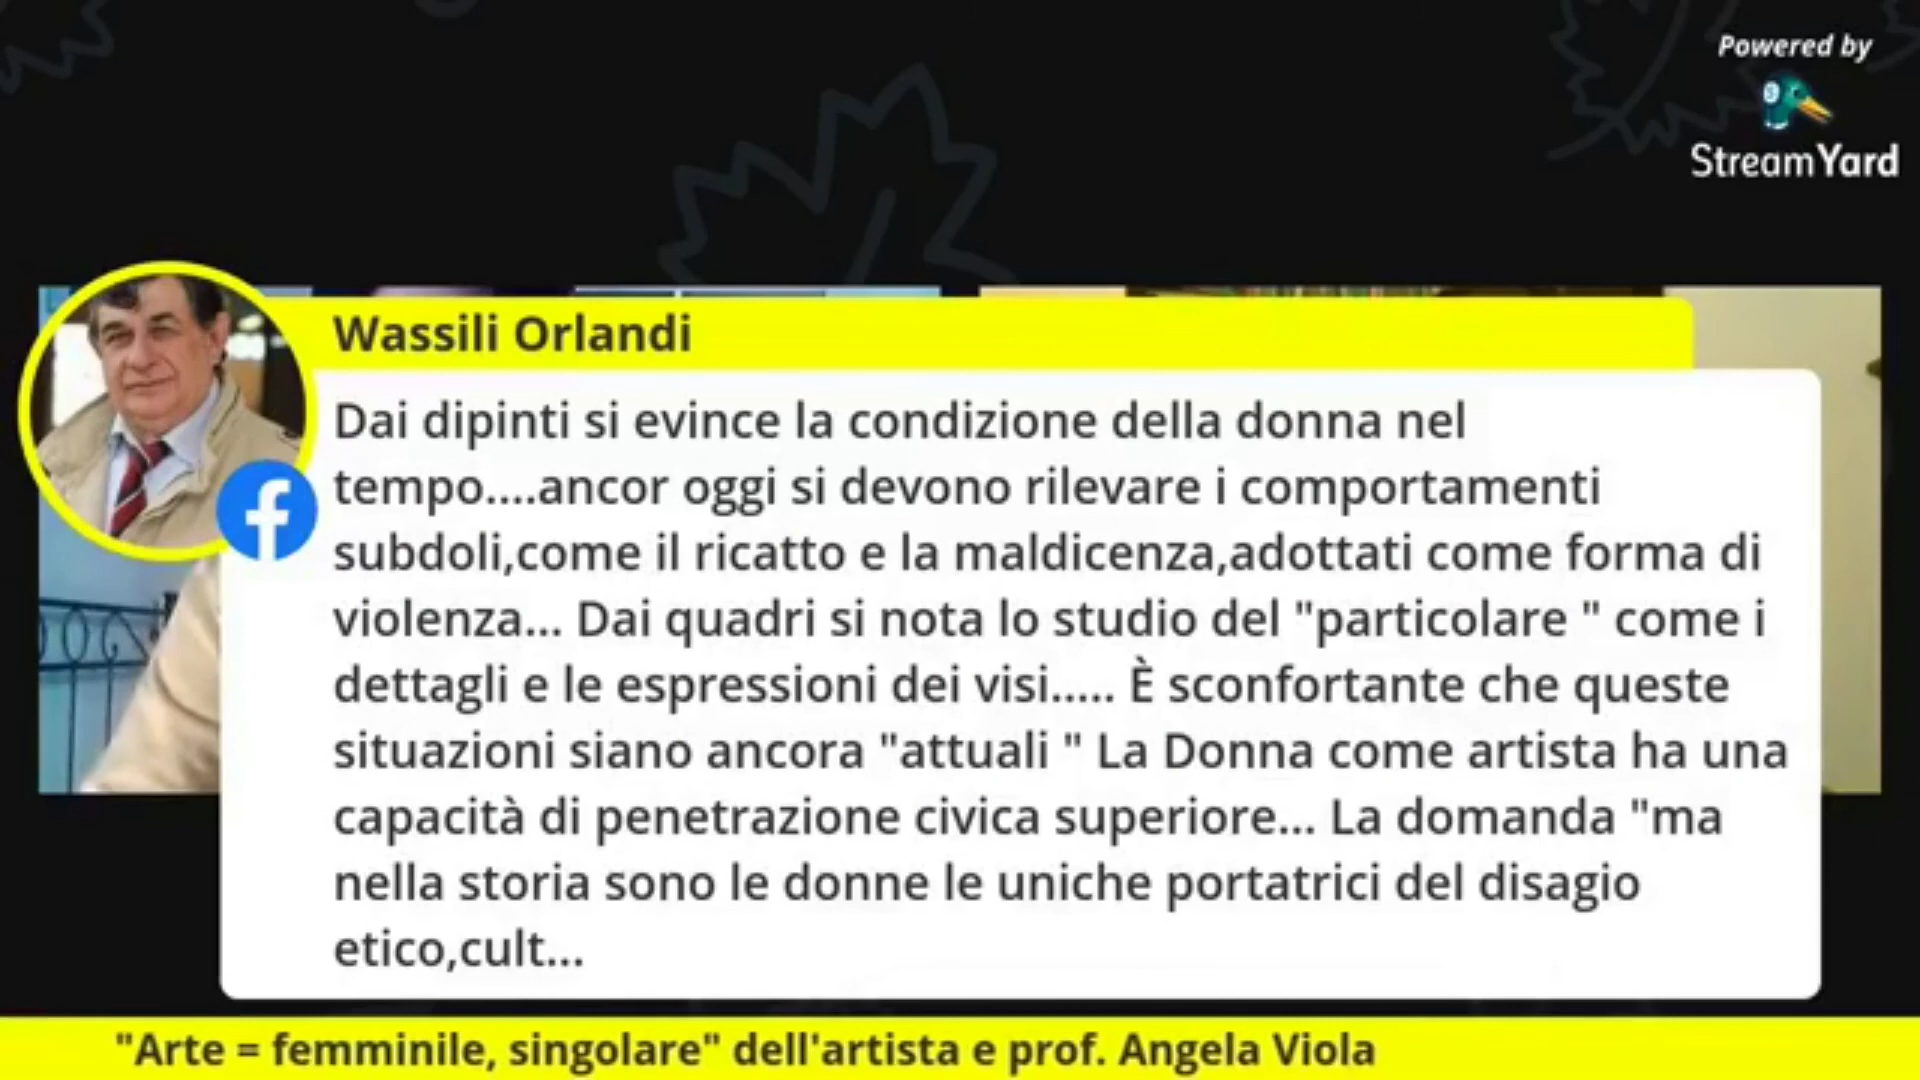 Powered by
StreamYard
Wassili Orlandi
Dai dipinti si evince la condizione della donna nel
tempo....ancor oggi si devono rilevare i comportamenti
subdoli,come il ricatto e la maldicenza,adottati come forma di
violenza... Dai quadri si nota lo studio del "particolare " come i
dettagli e le espressioni dei visi..... È sconfortante che queste
situazioni siano ancora "attuali " La Donna come artista ha una
capacità di penetrazione civica superiore... La domanda "ma
nella storia sono le donne le uniche portatrici del disagio
etico,cult...
"Arte = femminile, singolare" dell'artista e prof. Angela Viola